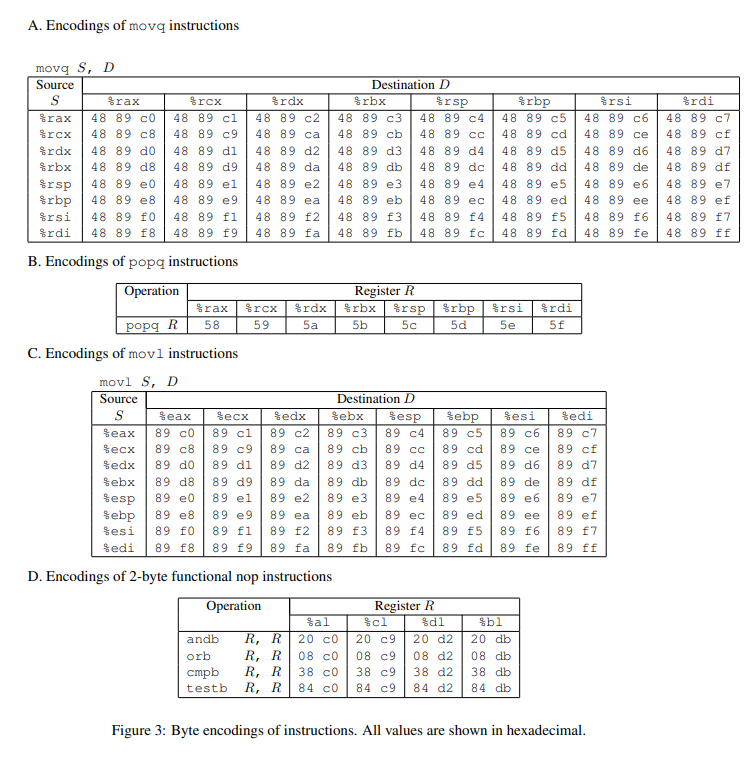 A. Encodings of movq instructions
movq S, D
Source Destination D
S %rax %rcx %rdx %rbx %rsp %rbp %rsi %rdi
%rax 48 89 c0 48 89 c1 48 89 c2 48 89 c3 48 89 c4 48 89 c5 48 89 c6 48 89 c7
%rcx 48 89 c8 48 89 c9 48 89 ca 48 89 cb 48 89 cc 48 89 cd 48 89 ce 48 89 cf
%rdx 48 89 d0 48 89 d1 48 89 d2 48 89 d3 48 89 d4 48 89 d5 48 89 d6 48 89 d7
%rbx 48 89 d8 48 89 d9 48 89 da 48 89 db 48 89 dc 48 89 dd 48 89 de 48 89 df
%rsp 48 89 e0 48 89 e1 48 89 e2 48 89 e3 48 89 e4 48 89 e5 48 89 e6 48 89 e7
%rbp 48 89 e8 48 89 e9 48 89 ea 48 89 eb 48 89 ec 48 89 ed 48 89 ee 48 89 ef
%rsi 48 89 f0 48 89 f1 48 89 f2 48 89 f3 48 89 f4 48 89 f5 48 89 f6 48 89 f7
%rdi 48 89 f8 48 89 f9 48 89 fa 48 89 fb 48 89 fc 48 89 fd 48 89 fe 48 89 ff
B. Encodings of popq instructions
Operation Register R
%rax %rcx %rdx %rbx %rsp %rbp %rsi %rdi
popq R 58 59 5a 5b 5c 5d 5e 5f
C. Encodings of movl instructions
movl S, D
Source Destination D
S %eax %ecx %edx %ebx %esp %ebp %esi %edi
%eax 89 c0 89 c1 89 c2 89 c3 89 c4 89 c5 89 c6 89 c7
%ecx 89 c8 89 c9 89 ca 89 cb 89 cc 89 cd 89 ce 89 cf
%edx 89 d0 89 d1 89 d2 89 d3 89 d4 89 d5 89 d6 89 d7
%ebx 89 d8 89 d9 89 da 89 db 89 dc 89 dd 89 de 89 df
%esp 89 e0 89 e1 89 e2 89 e3 89 e4 89 e5 89 e6 89 e7
%ebp 89 e8 89 e9 89 ea 89 eb 89 ec 89 ed 89 ee 89 ef
%esi 89 f0 89 f1 89 f2 89 f3 89 f4 89 f5 89 f6 89 f7
%edi 89 f8 89 f9 89 fa 89 fb 89 fc 89 fd 89 fe 89 ff
D. Encodings of 2-byte functional nop instructions
Operation Register R
%al %cl %dl %bl
andb R, R 20 c0 20 c9 20 d2 20 db
orb R, R 08 c0 08 c9 08 d2 08 db
cmpb R, R 38 c0 38 c9 38 d2 38 db
testb R, R 84 c0 84 c9 84 d2 84 db
Figure 3: Byte encodings of instructions. All values are shown in hexadecimal.